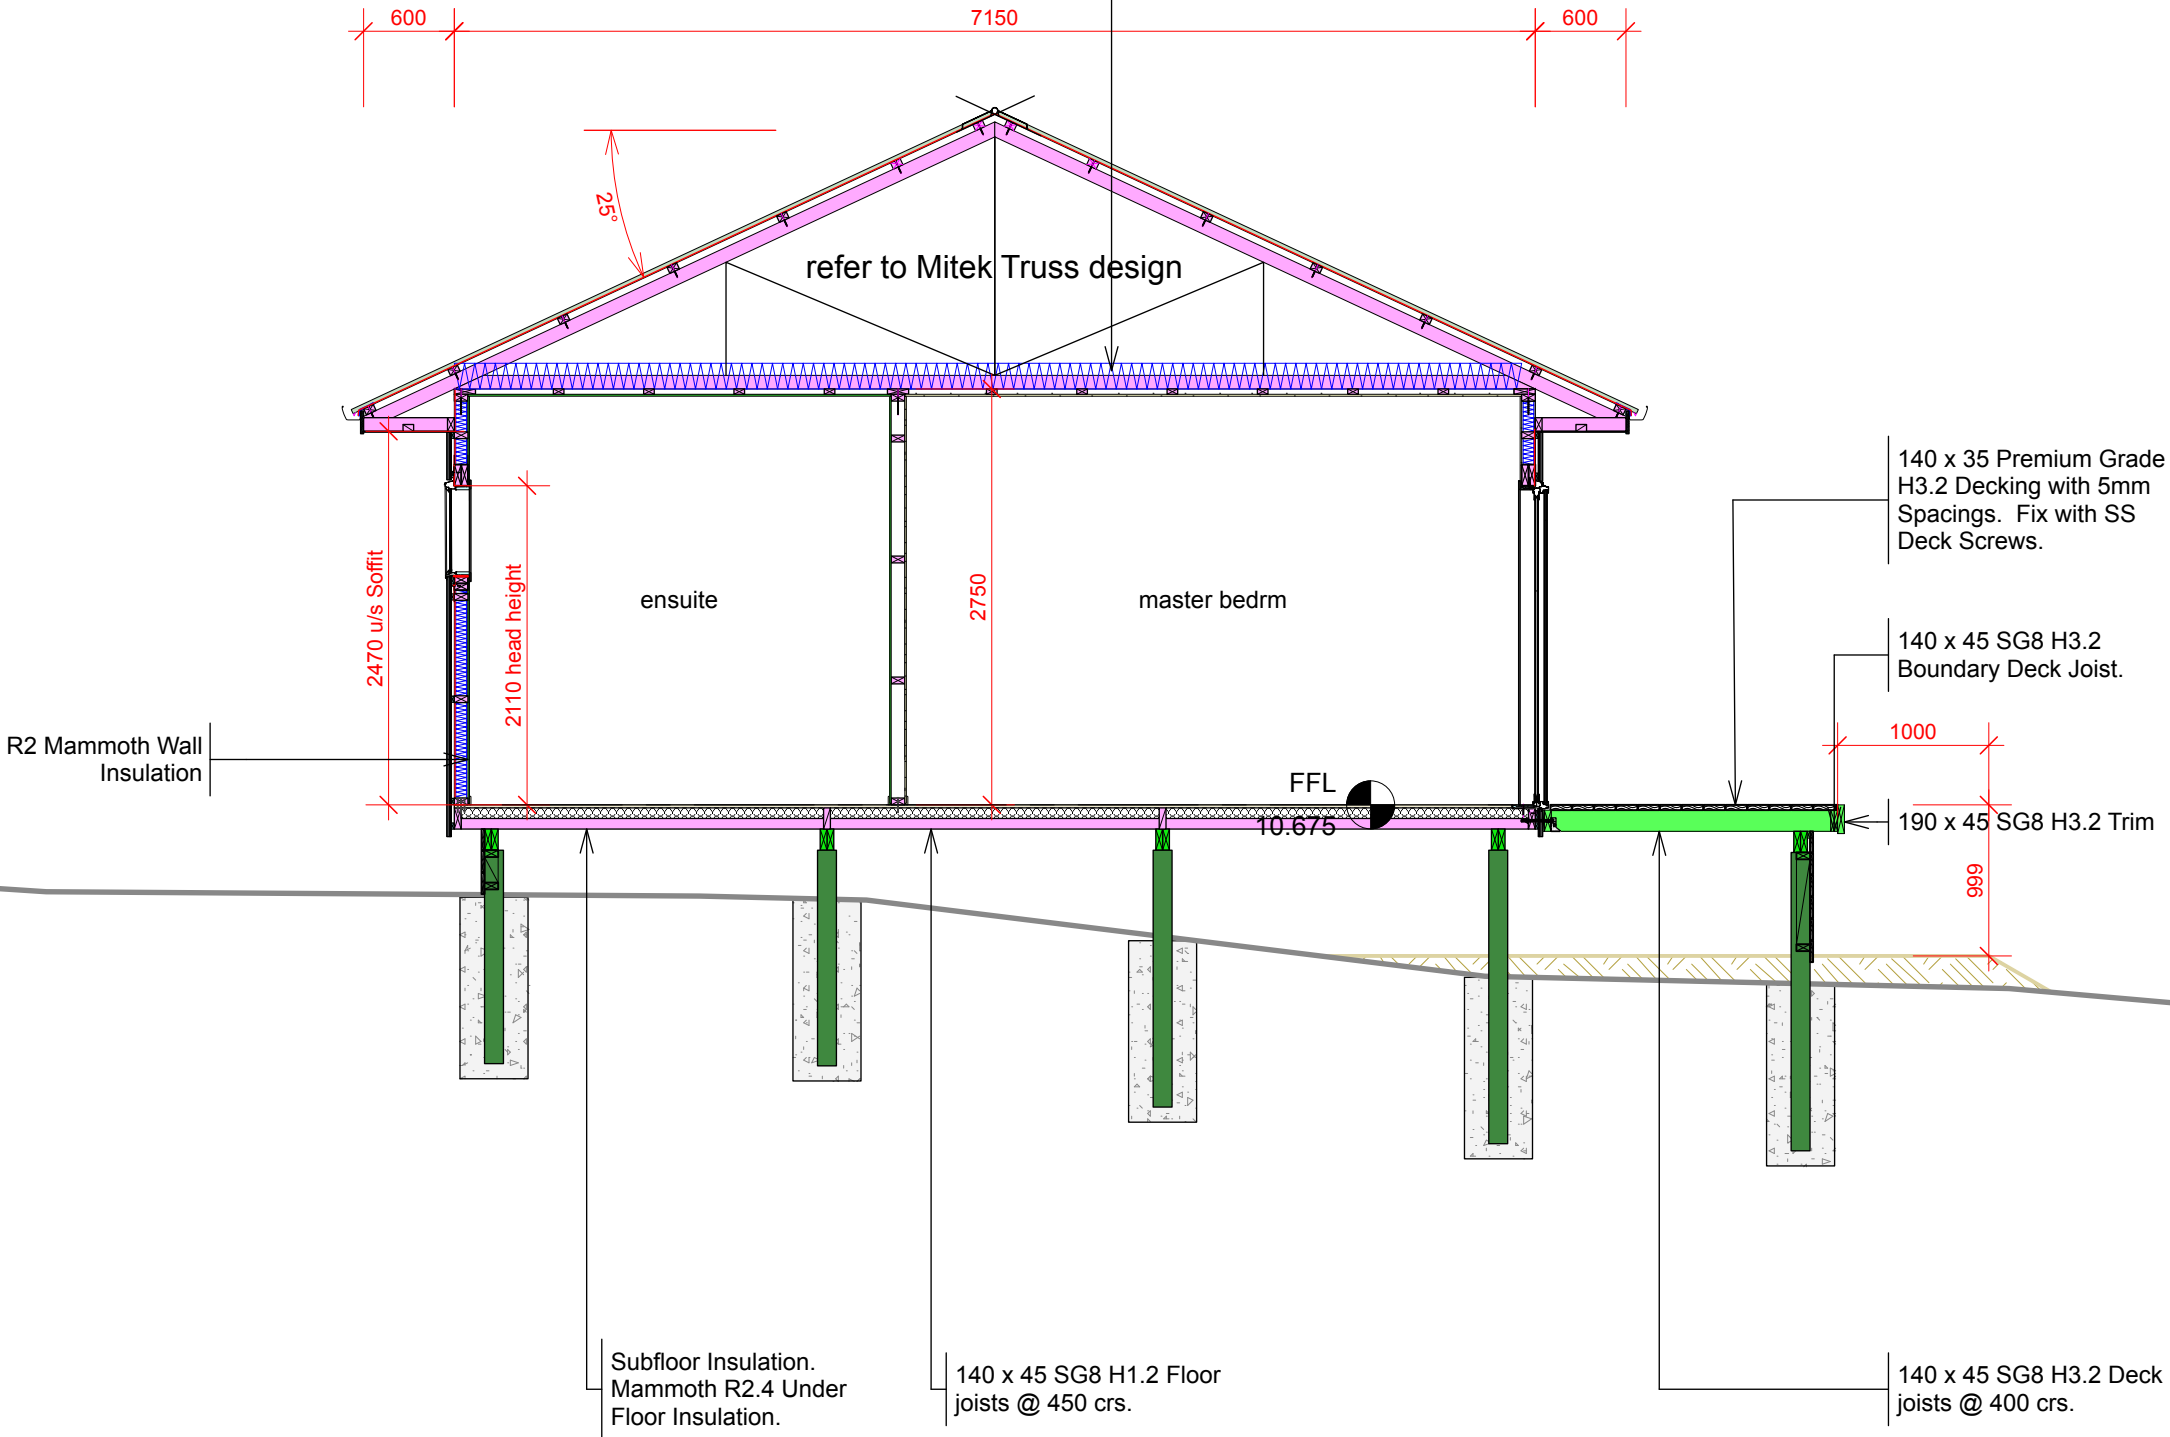 600
7150
600
25°
refer to Mitek Truss design
140 x 35 Premium Grade
H3.2 Decking with 5mm
Spacings.  Fix with SS
Deck Screws.
2470 u/s Soffit
2110 head height
ensuite
2750
master bedrm
140 x 45 SG8 H3.2
Boundary Deck Joist.
R2 Mammoth Wall
Insulation
1000
FFL
10.675
190 x 45 SG8 H3.2 Trim
999
Subfloor Insulation.
Mammoth R2.4 Under
Floor Insulation.
140 x 45 SG8 H1.2 Floor
joists @ 450 crs.
140 x 45 SG8 H3.2 Deck
joists @ 400 crs.